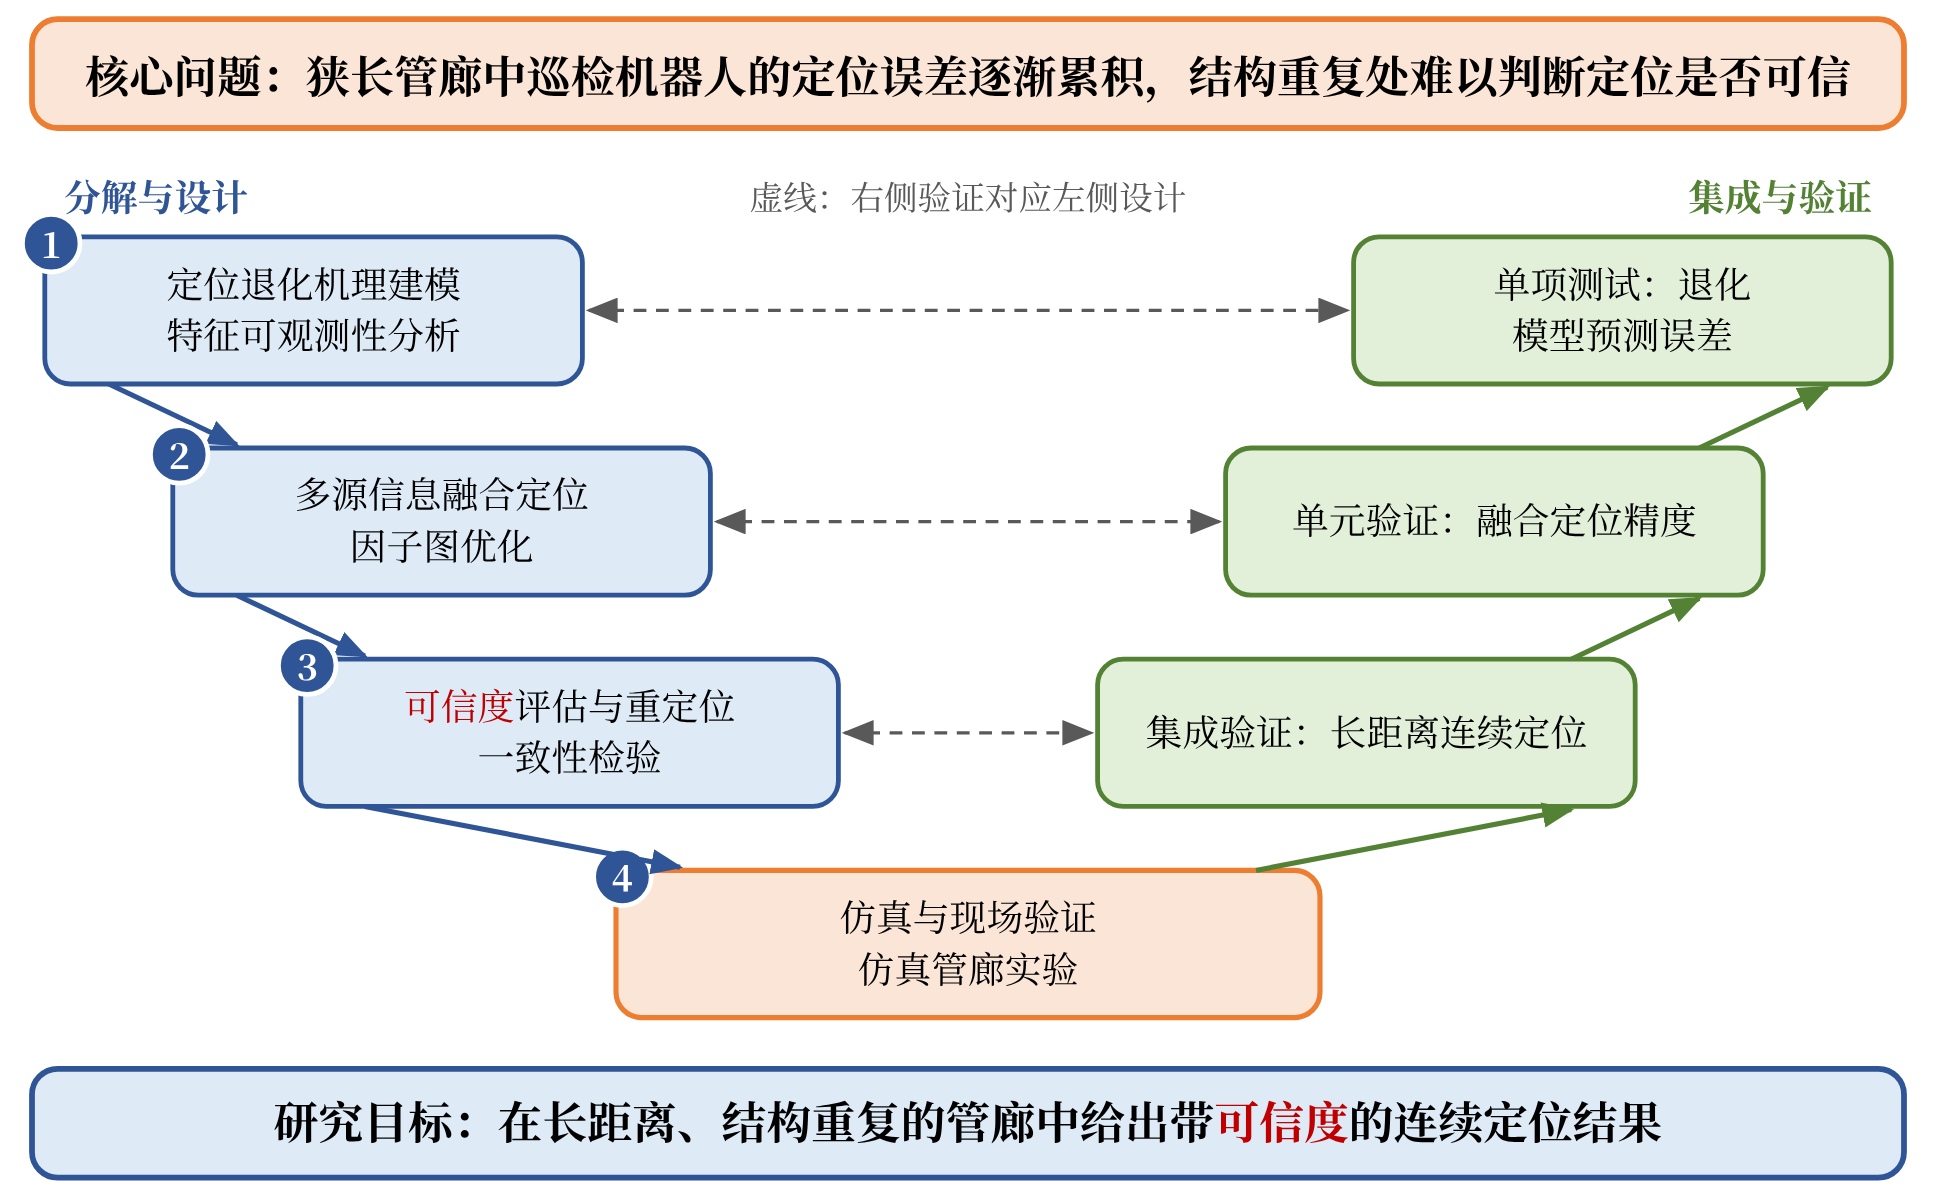 核心问题：狭长管廊中巡检机器人的定位误差逐渐累积，结构重复处难以判断定位是否可信
分解与设计
虚线：右侧验证对应左侧设计
集成与验证
1
定位退化机理建模
特征可观测性分析
单项测试：退化
模型预测误差
2
多源信息融合定位
因子图优化
单元验证：融合定位精度
3
可信度评估与重定位
一致性检验
集成验证：长距离连续定位
4
仿真与现场验证
仿真管廊实验
研究目标：在长距离、结构重复的管廊中给出带可信度的连续定位结果